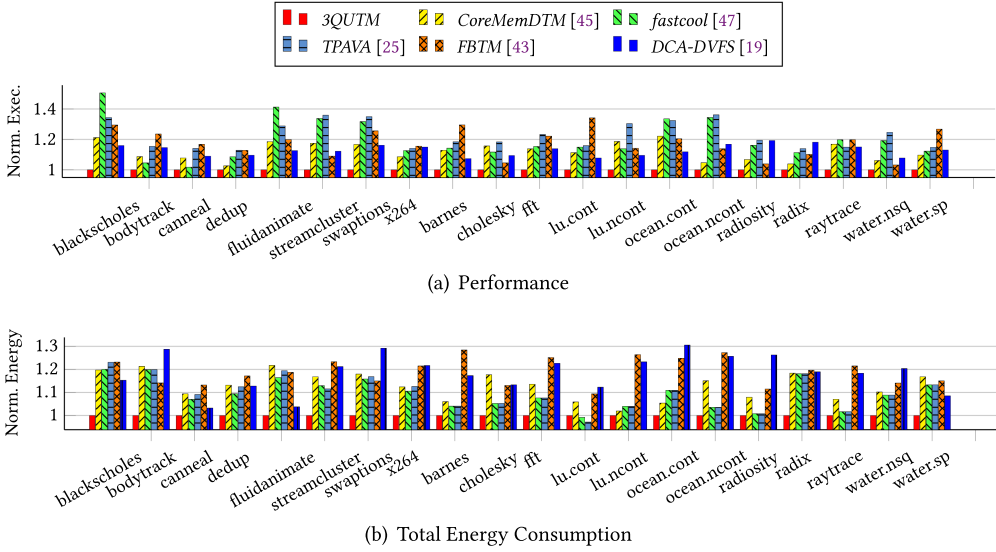 3QUTM CoreMemDTM [45] fastcool [47]
TPAVA [25] FBTM [43] DCA-DVFS [19]
Norm. Exec.
1.4
1.2
1
blackscholes bodytrack canneal dedup fluidanimate streamcluster swaptions x264 barnes cholesky fft lu.cont lu.ncont ocean.cont ocean.ncont radiosity radix raytrace water.nsq water.sp
(a) Performance
Norm. Energy
1.3
1.2
1.1
1
blackscholes bodytrack canneal dedup fluidanimate streamcluster swaptions x264 barnes cholesky fft lu.cont lu.ncont ocean.cont ocean.ncont radiosity radix raytrace water.nsq water.sp
(b) Total Energy Consumption